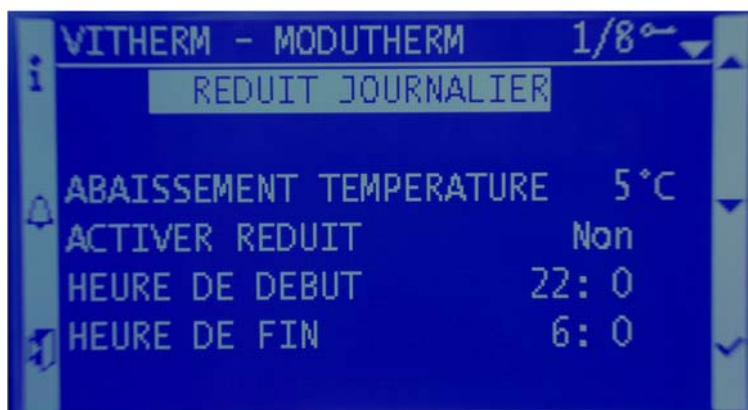 VITHERM - MODUTHERM 1/8
REDUIT JOURNALIER
ABAISSEMENT TEMPERATURE 5°C
ACTIVER REDUIT Non
HEURE DE DEBUT 22: 0
HEURE DE FIN 6: 0